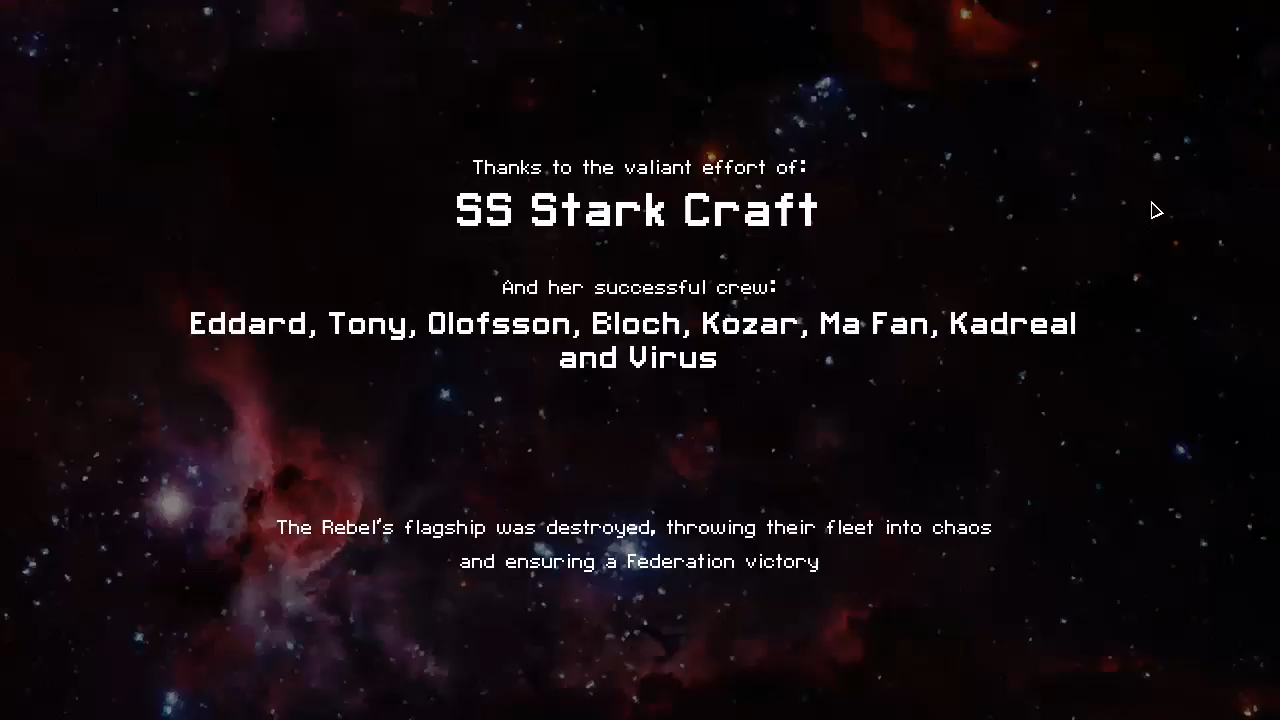 Thanks to the valiant effort of:
SS Stark Craft
And her successful crew:
Eddard, Tony, Olofsson, Bloch, Kozar, Ma Fan, Kadreal
and Virus
The Rebel's flagship was destroyed, throwing their fleet into chaos
and ensuring a Federation victory